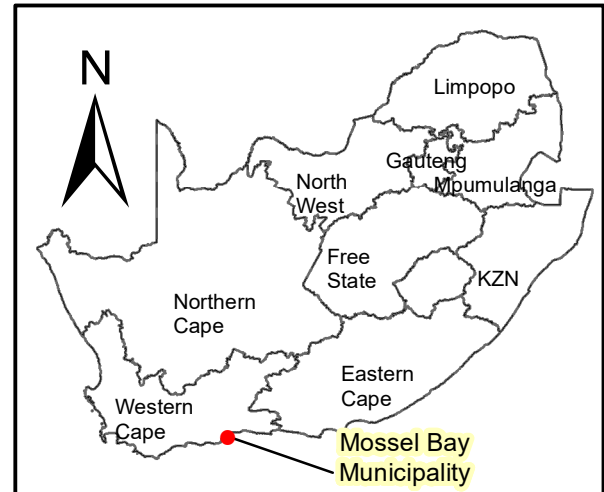 N
Limpopo
Gauteng
Mpumulanga
North
West
Free
State
KZN
Northern
Cape
Eastern
Cape
Western
Cape
Mossel Bay
Municipality